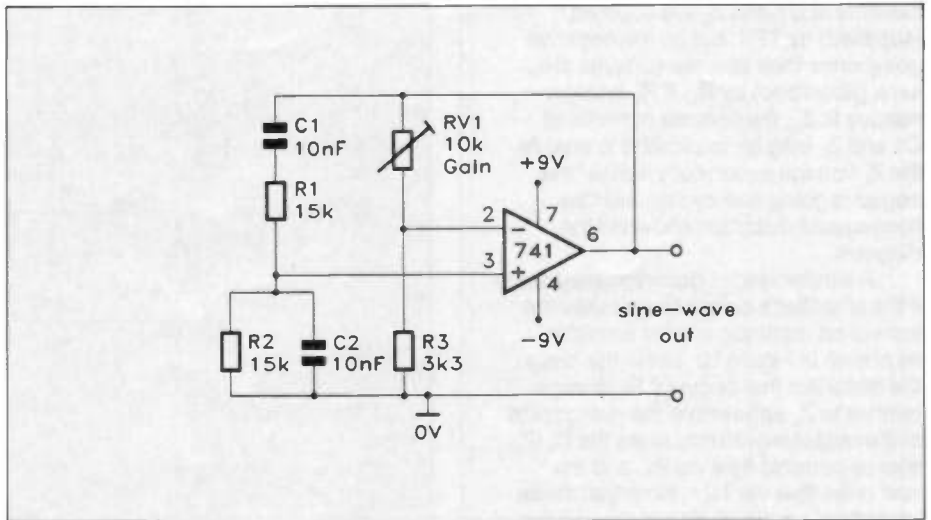 C1
10nF
R1
15k
R2
15k
C2
10nF
RV1
10k
Gain
R3
3k3
0V
+9V
2
-
7
741
6
3
+
4
-9V
sine-wave
out